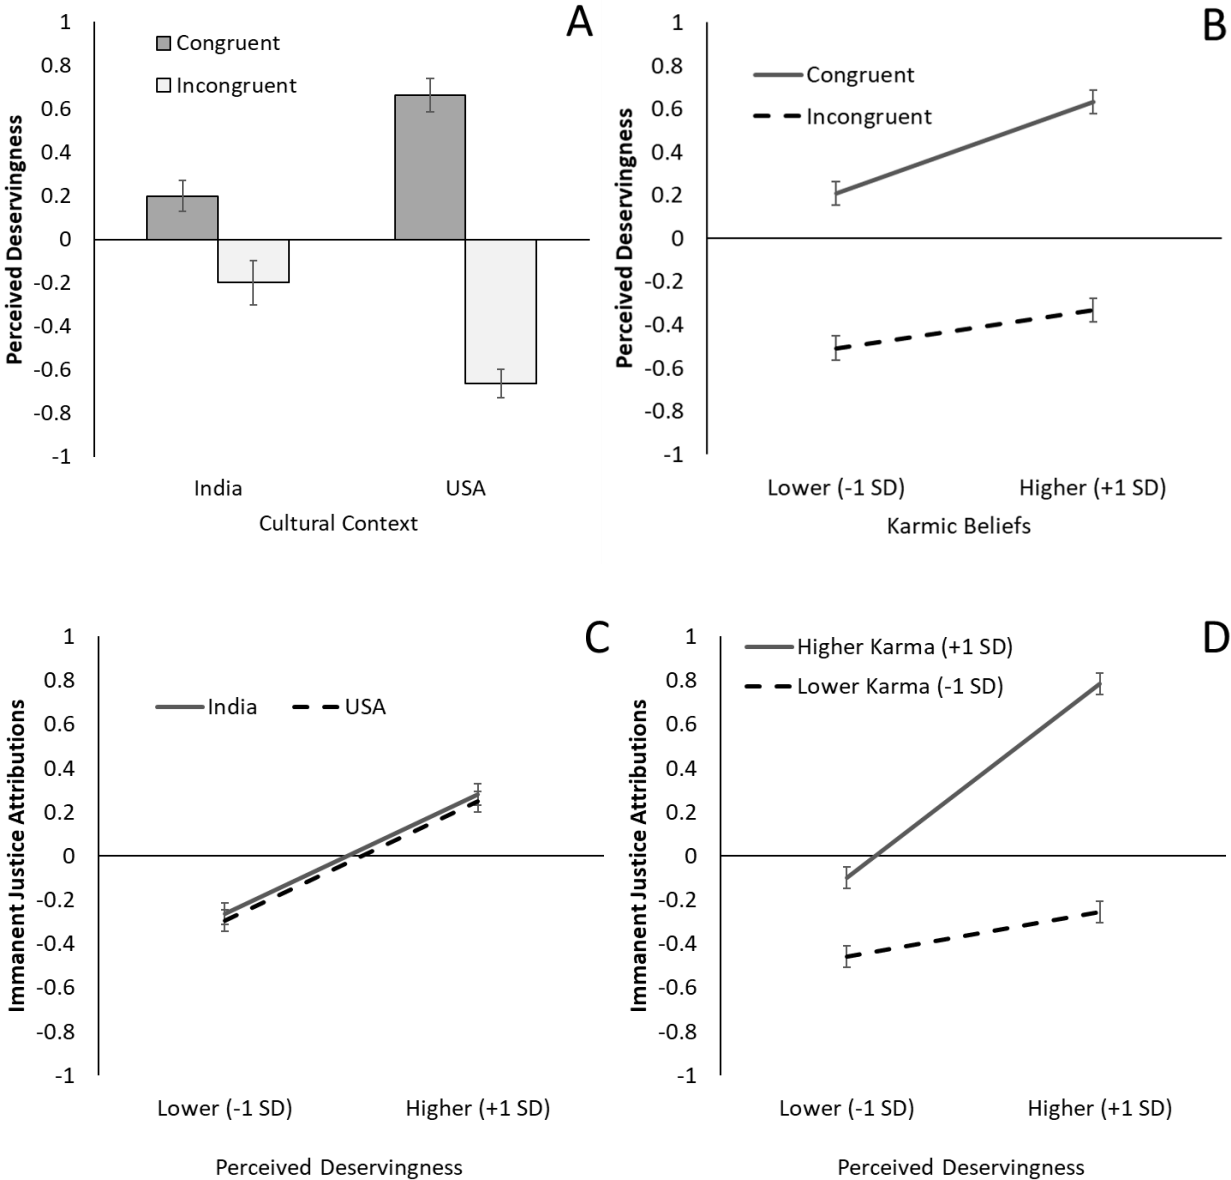 A
1
0.8
0.6
0.4
0.2
0
-0.2
-0.4
-0.6
-0.8
-1
Perceived Deservingness
Congruent
Incongruent
India
USA
Cultural Context
B
1
0.8
0.6
0.4
0.2
0
-0.2
-0.4
-0.6
-0.8
-1
Perceived Deservingness
Congruent
Incongruent
Lower (-1 SD)
Higher (+1 SD)
Karmic Beliefs
C
1
0.8
0.6
0.4
0.2
0
-0.2
-0.4
-0.6
-0.8
-1
Immanent Justice Attributions
India
USA
Lower (-1 SD)
Higher (+1 SD)
Perceived Deservingness
D
1
0.8
0.6
0.4
0.2
0
-0.2
-0.4
-0.6
-0.8
-1
Immanent Justice Attributions
Higher Karma (+1 SD)
Lower Karma (-1 SD)
Lower (-1 SD)
Higher (+1 SD)
Perceived Deservingness